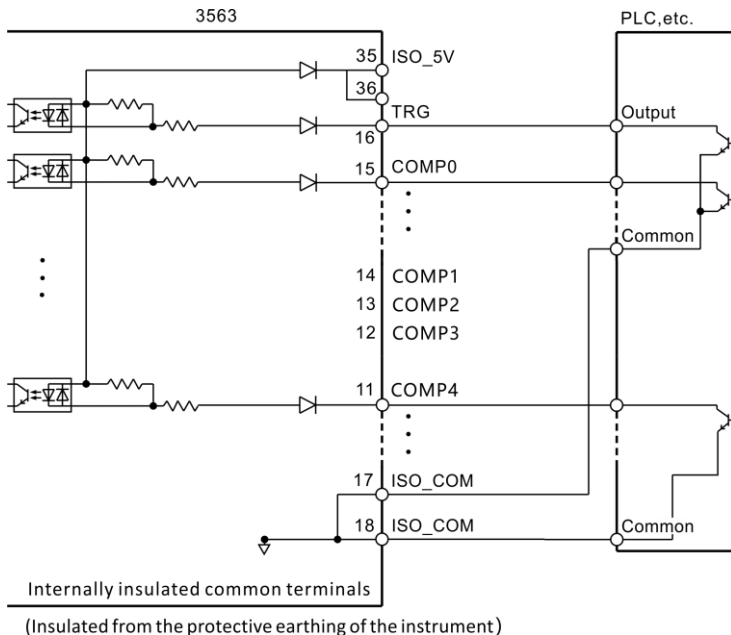 3563
PLC,etc.
35 ISO_5V
36
TRG
Output
16
15 COMP0
Common
14 COMP1
13 COMP2
12 COMP3
11 COMP4
17 ISO_COM
18 ISO_COM
Common
Internally insulated common terminals
(Insulated from the protective earthing of the instrument)